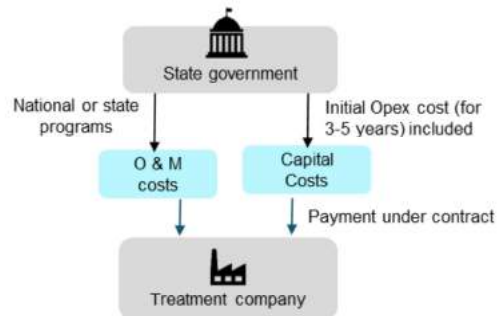 State government
National or state
programs
Initial Opex cost (for
3-5 years) included
O & M
costs
Capital
Costs
Payment under contract
Treatment company